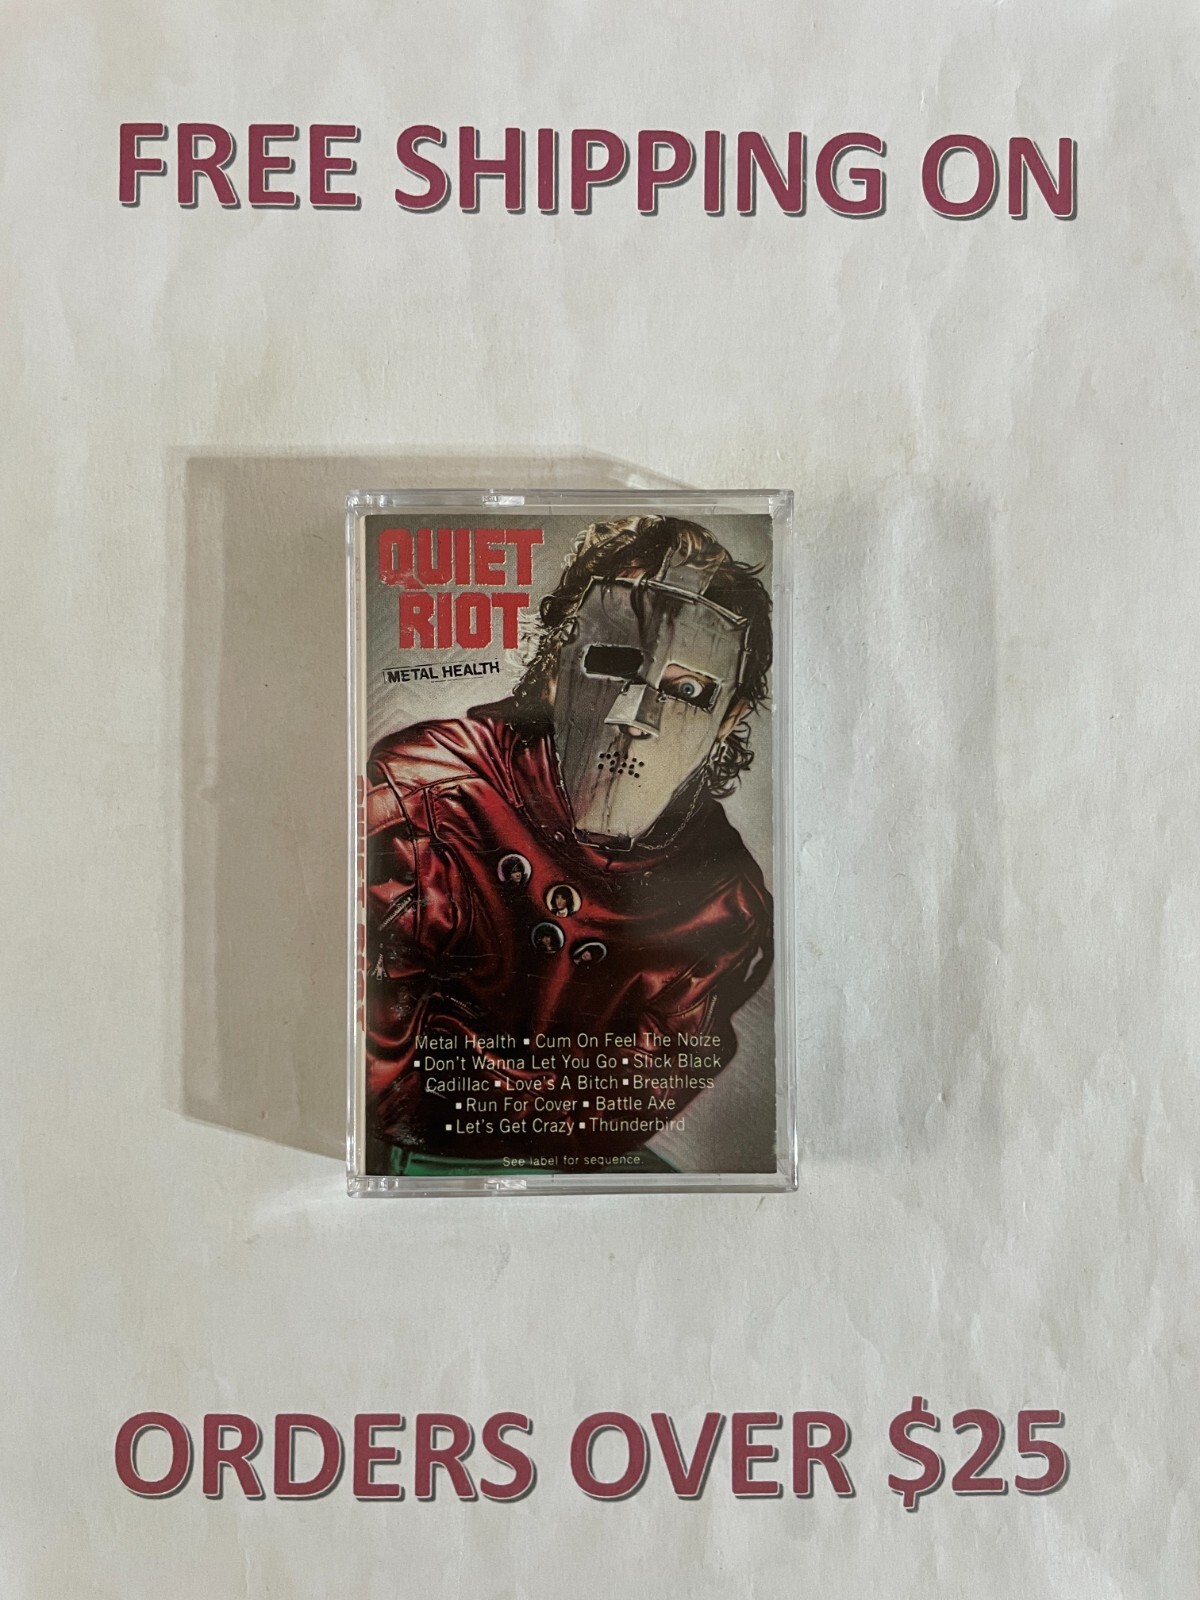 FREE SHIPPING ON
QUIET
RIOT
METAL HEALTH
Metal Health ▪ Cum On Feel The Noize
▪ Don't Wanna Let You Go ▪ Slick Black
Cadillac ▪ Love's A Bitch ▪ Breathless
▪ Run For Cover ▪ Battle Axe
▪ Let's Get Crazy ▪ Thunderbird
See label for sequence.
ORDERS OVER $25